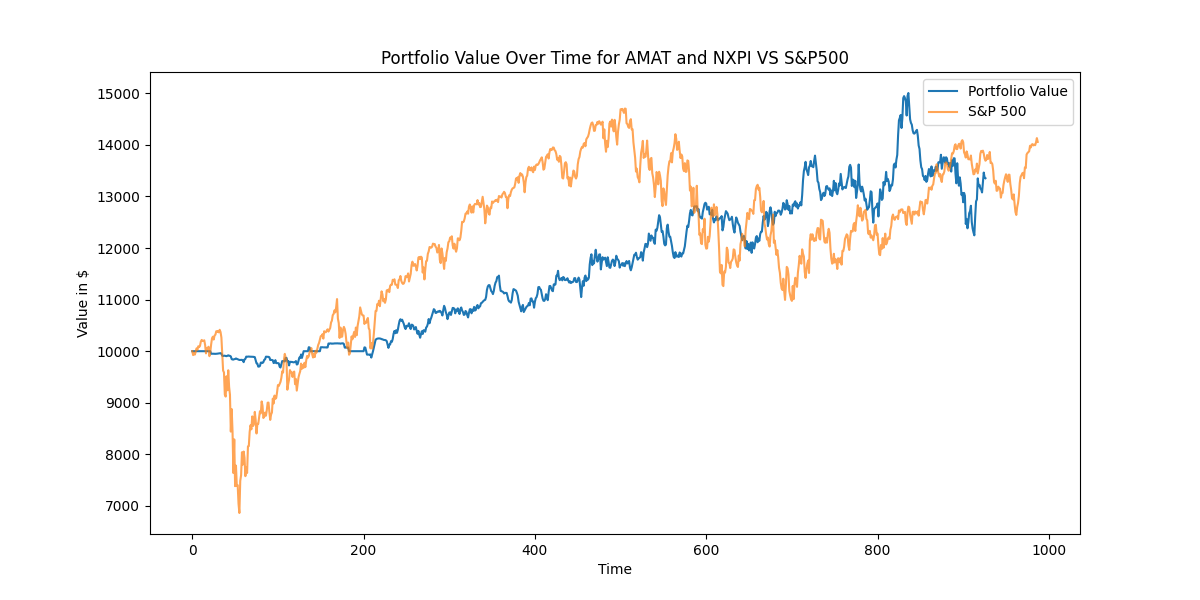 Portfolio Value Over Time for AMAT and NXPI VS S&P500
Portfolio Value
S&P 500
Value in $
15000
14000
13000
12000
11000
10000
9000
8000
7000
0 200 400 600 800 1000
Time